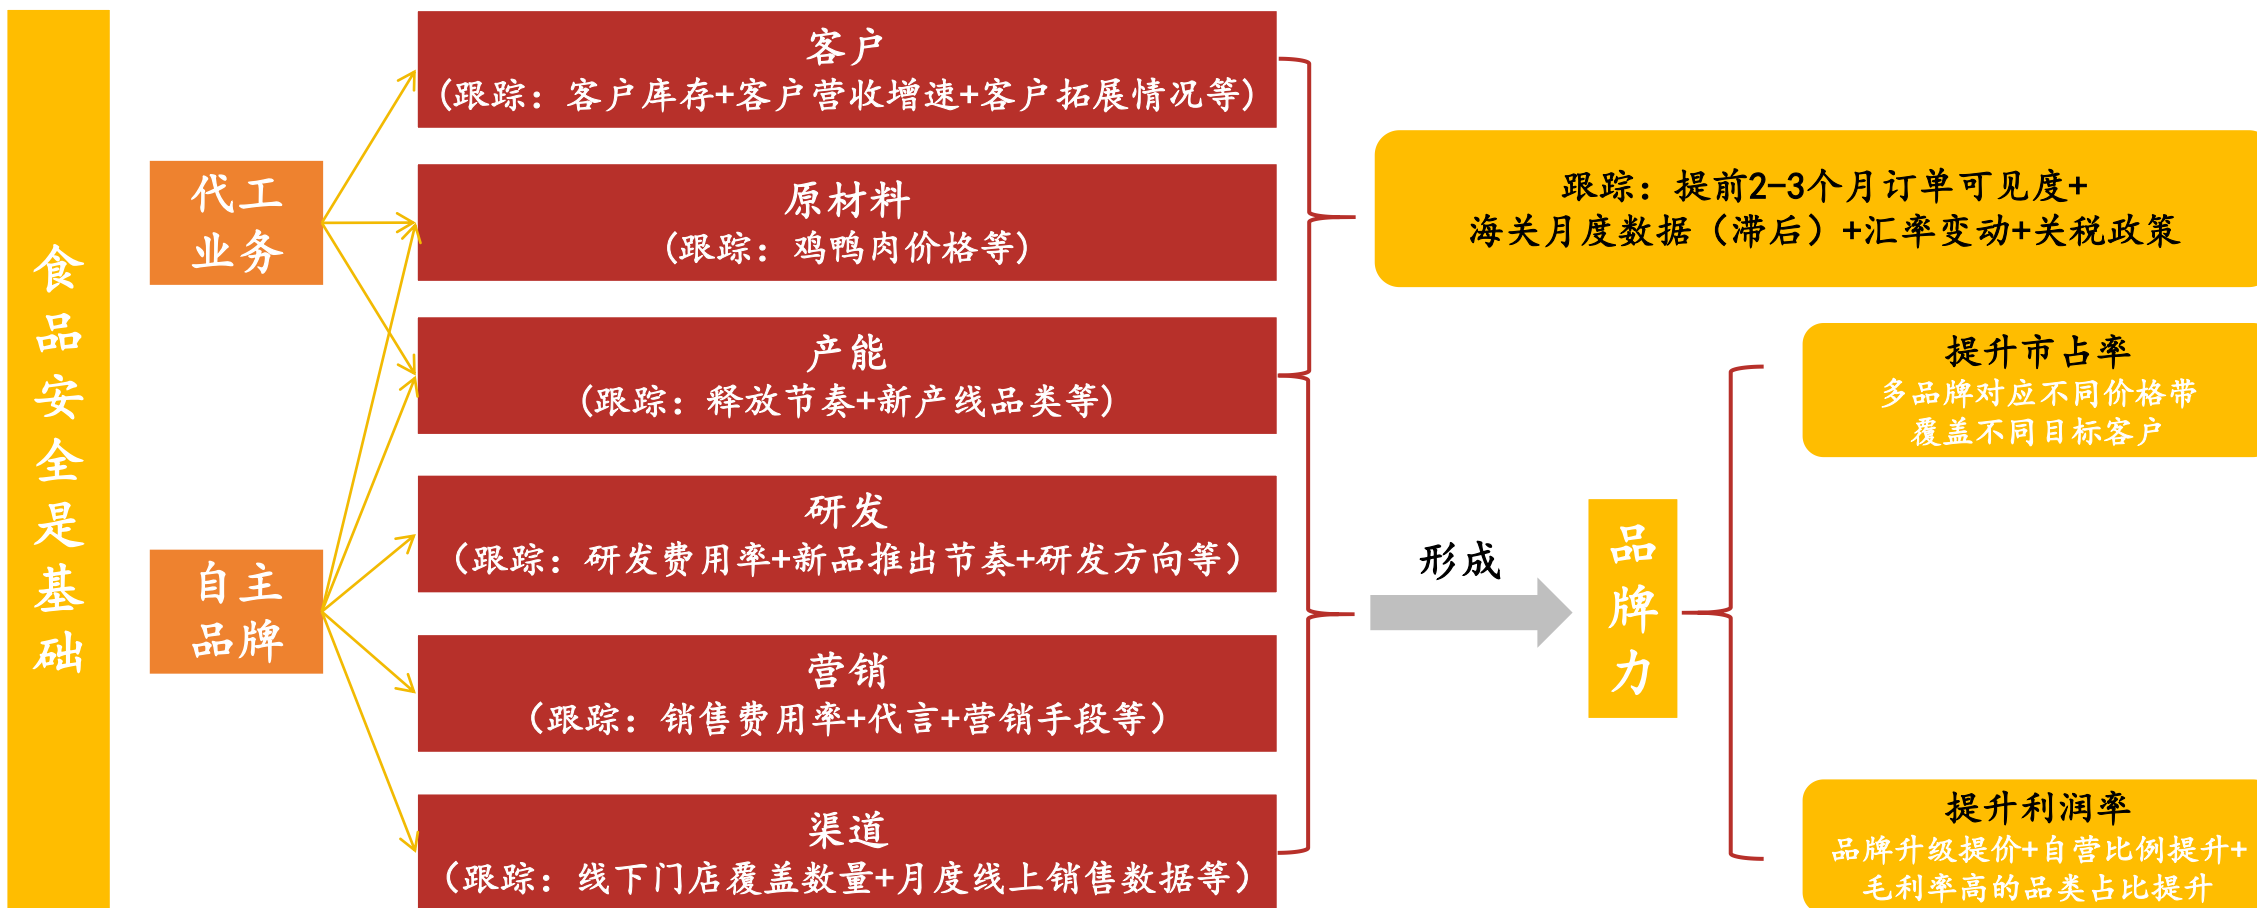 食品安全是基础
代工
业务
自主
品牌
客户
(跟踪：客户库存+客户营收增速+客户拓展情况等)
原材料
(跟踪：鸡鸭肉价格等)
产能
(跟踪：释放节奏+新产线品类等)
研发
（跟踪：研发费用率+新品推出节奏+研发方向等）
营销
（跟踪：销售费用率+代言+营销手段等）
渠道
（跟踪：线下门店覆盖数量+月度线上销售数据等）
跟踪：提前2-3个月订单可见度+
海关月度数据（滞后）+汇率变动+关税政策
形成
品牌力
提升市占率
多品牌对应不同价格带
覆盖不同目标客户
提升利润率
品牌升级提价+自营比例提升+
毛利率高的品类占比提升